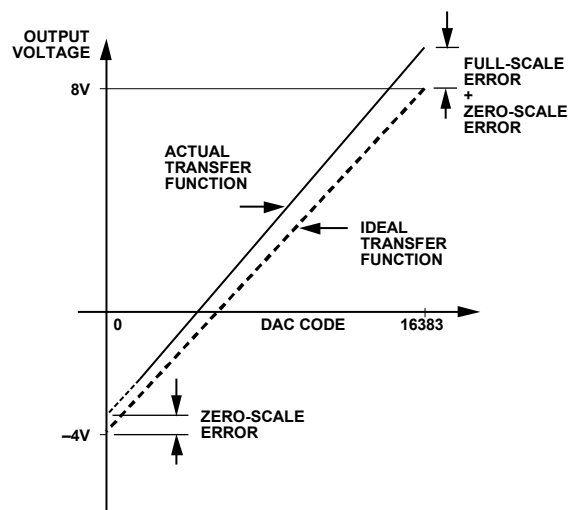 OUTPUT
VOLTAGE
8V
FULL-SCALE
ERROR
+
ZERO-SCALE
ERROR
ACTUAL
TRANSFER
FUNCTION
IDEAL
TRANSFER
FUNCTION
0
DAC CODE
16383
ZERO-SCALE
ERROR
–4V